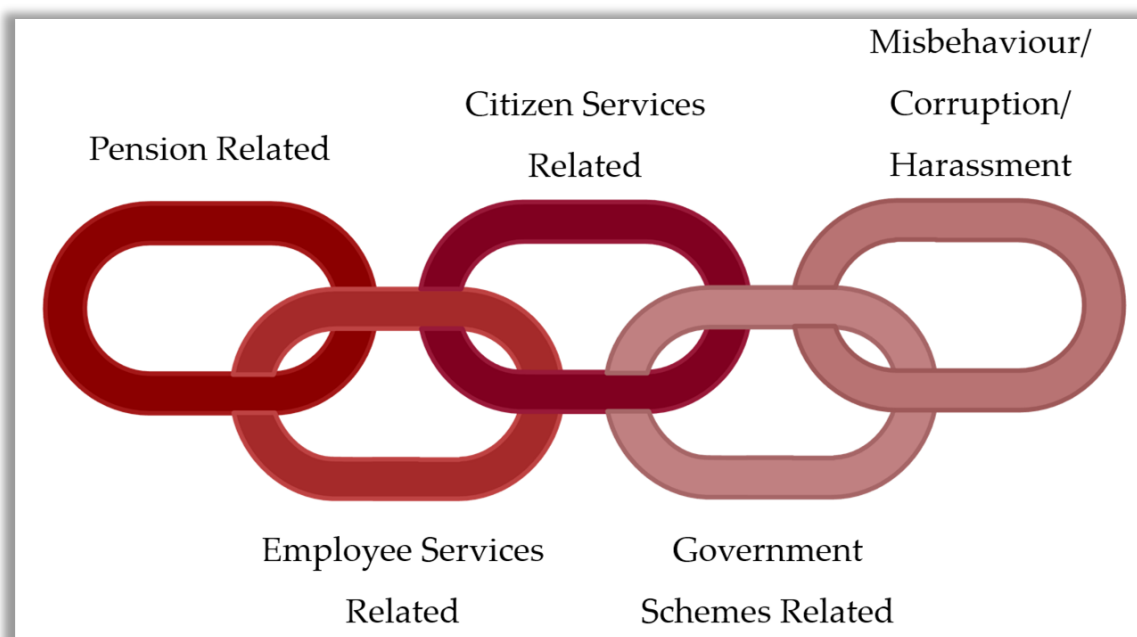 Pension Related
Employee Services
Related
Citizen Services
Related
Government
Schemes Related
Misbehaviour/
Corruption/
Harassment